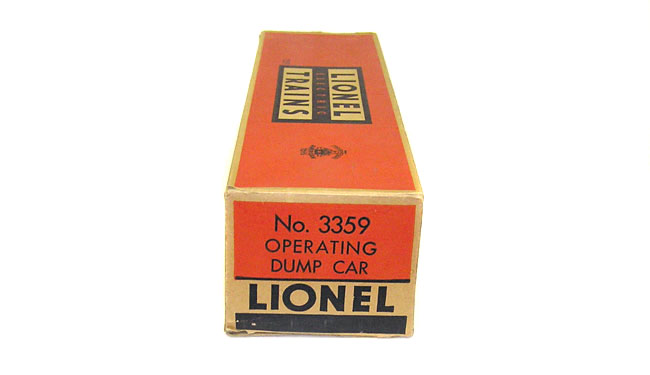 LIONEL
ELECTRIC
TRAINS
No. 3359
OPERATING
DUMP CAR
LIONEL